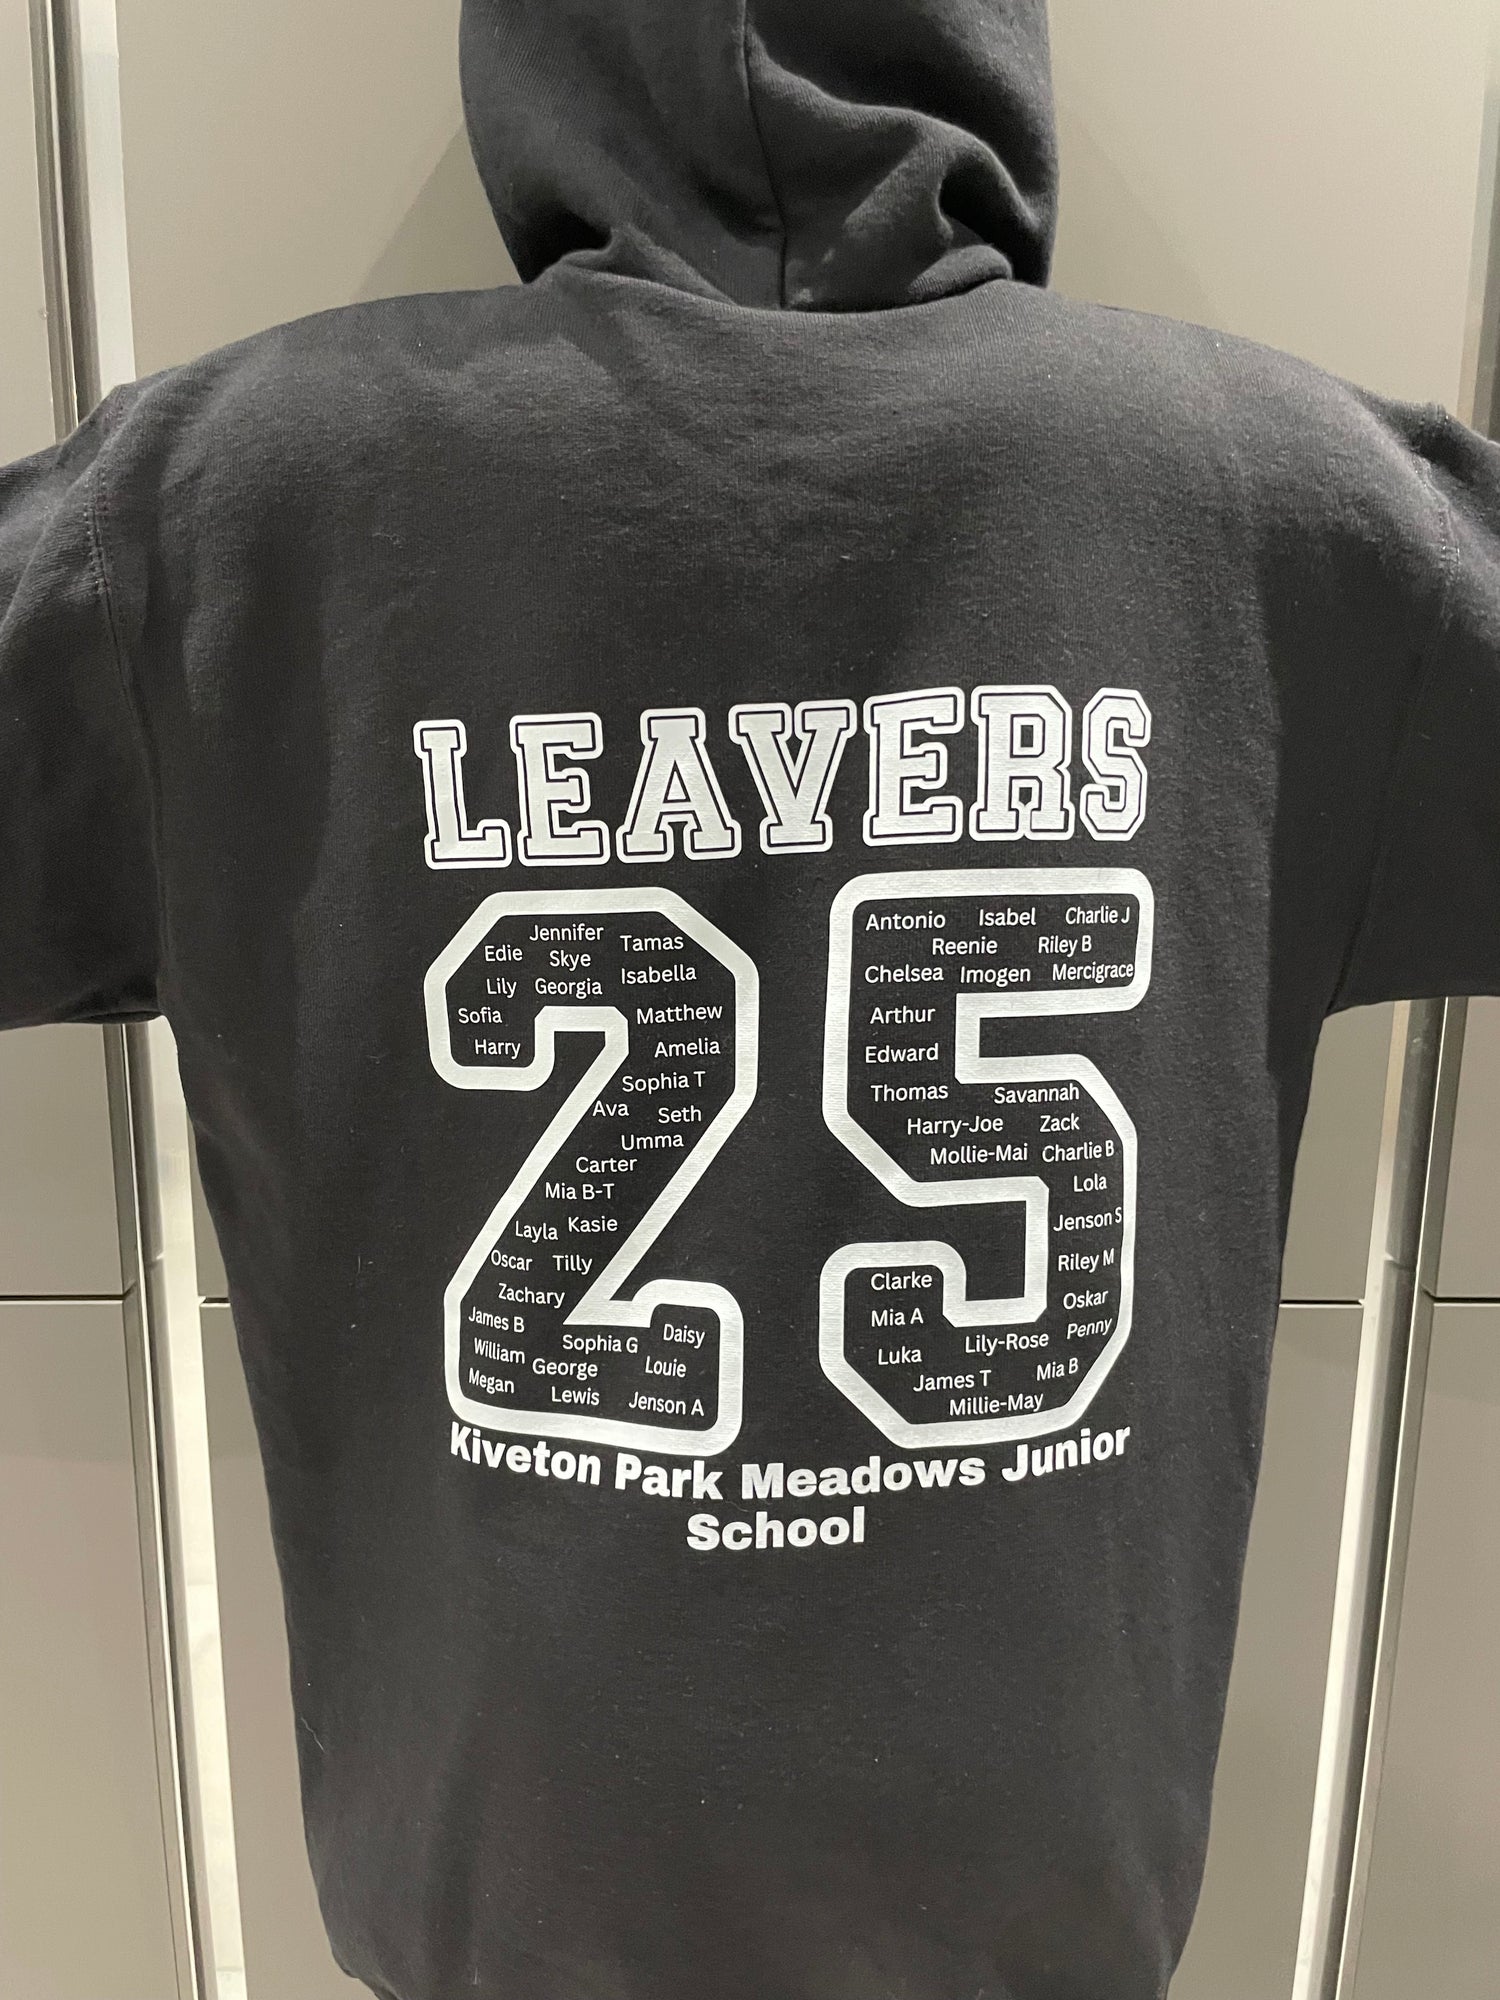 LEAVERS
Jennifer
Edie Skye Tamas
Lily Georgia Isabella
Sofia Matthew
Harry Amelia
Sophia T
Ava Seth
Umma
Carter
Mia B-T
Layla Kasie
Oscar Tilly
Zachary
James B Sophia G Daisy
William George Louie
Megan Lewis Jenson A
Antonio Isabel Charlie J
Reenie Riley B
Chelsea Imogen Mercigrace
Arthur
Edward
Thomas Savannah
Harry-Joe Zack
Mollie-Mai Charlie B
Lola
Jenson S
Riley M
Clarke Oskar
Mia A Lily-Rose Penny
Luka James T Mia B
Millie-May
25
Kiveton Park Meadows Junior
School